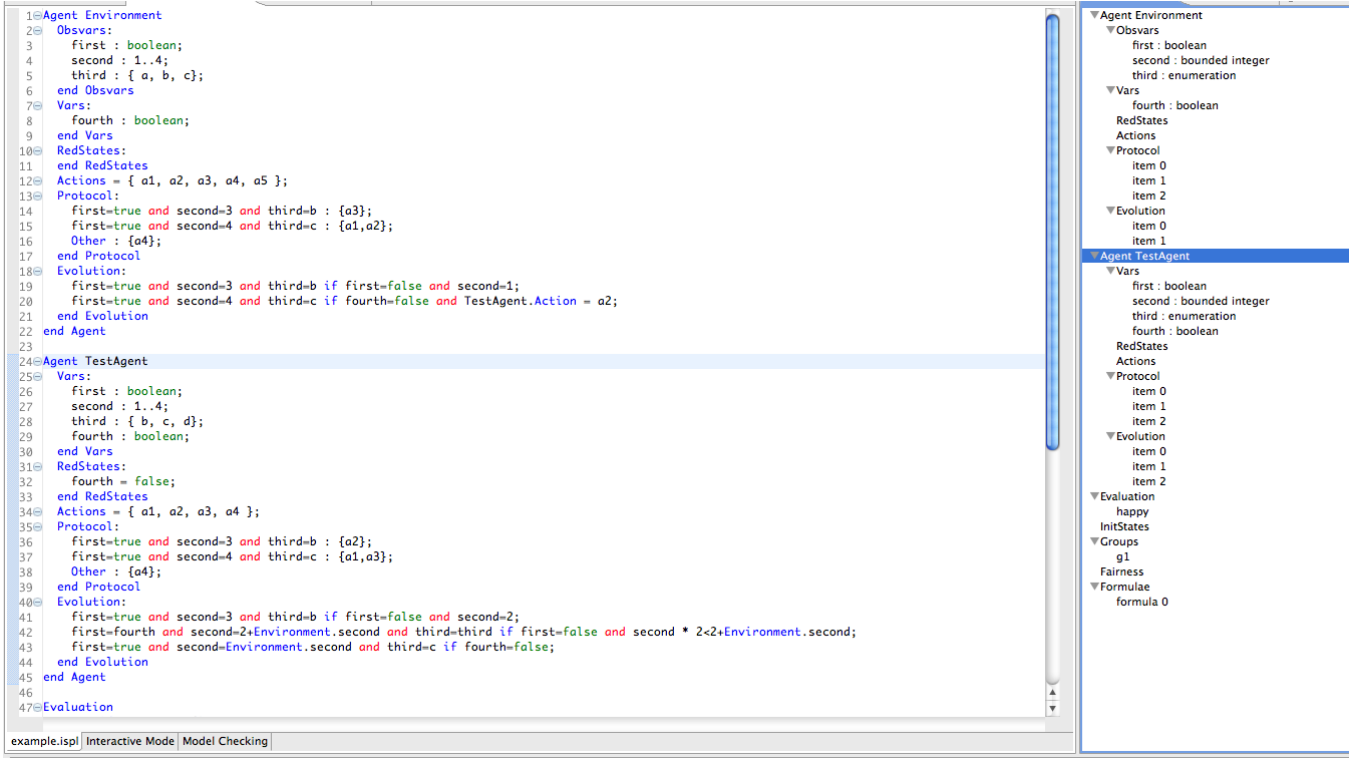 1 Agent Environment
2 Obsvars:
3 first : boolean;
4 second : 1..4;
5 third : { a, b, c};
6 end Obsvars
7 Vars:
8 fourth : boolean;
9 end Vars
10 RedStates:
11 end RedStates
12 Actions = { a1, a2, a3, a4, a5 };
13 Protocol:
14 first=true and second=3 and third=b : {a3};
15 first=true and second=4 and third=c : {a1,a2};
16 Other : {a4};
17 end Protocol
18 Evolution:
19 first=true and second=3 and third=b if first=false and second=1;
20 first=true and second=4 and third=c if fourth=false and TestAgent.Action = a2;
21 end Evolution
22 end Agent
23
24 Agent TestAgent
25 Vars:
26 first : boolean;
27 second : 1..4;
28 third : { b, c, d};
29 fourth : boolean;
30 end Vars
31 RedStates:
32 fourth = false;
33 end RedStates
34 Actions = { a1, a2, a3, a4 };
35 Protocol:
36 first=true and second=3 and third=b : {a2};
37 first=true and second=4 and third=c : {a1,a3};
38 Other : {a4};
39 end Protocol
40 Evolution:
41 first=true and second=3 and third=b if first=false and second=2;
42 first=fourth and second=2+Environment.second and third=third if first=false and second * 2<2+Environment.second;
43 first=true and second=Environment.second and third=c if fourth=false;
44 end Evolution
45 end Agent
46
47 Evaluation
example.ispl Interactive Mode Model Checking
Agent Environment
Obsvars
first : boolean
second : bounded integer
third : enumeration
Vars
fourth : boolean
RedStates
Actions
Protocol
item 0
item 1
item 2
Evolution
item 0
item 1
Agent TestAgent
Vars
first : boolean
second : bounded integer
third : enumeration
fourth : boolean
RedStates
Actions
Protocol
item 0
item 1
item 2
Evolution
item 0
item 1
item 2
Evaluation
happy
InitStates
Groups
g1
Fairness
Formulae
formula 0